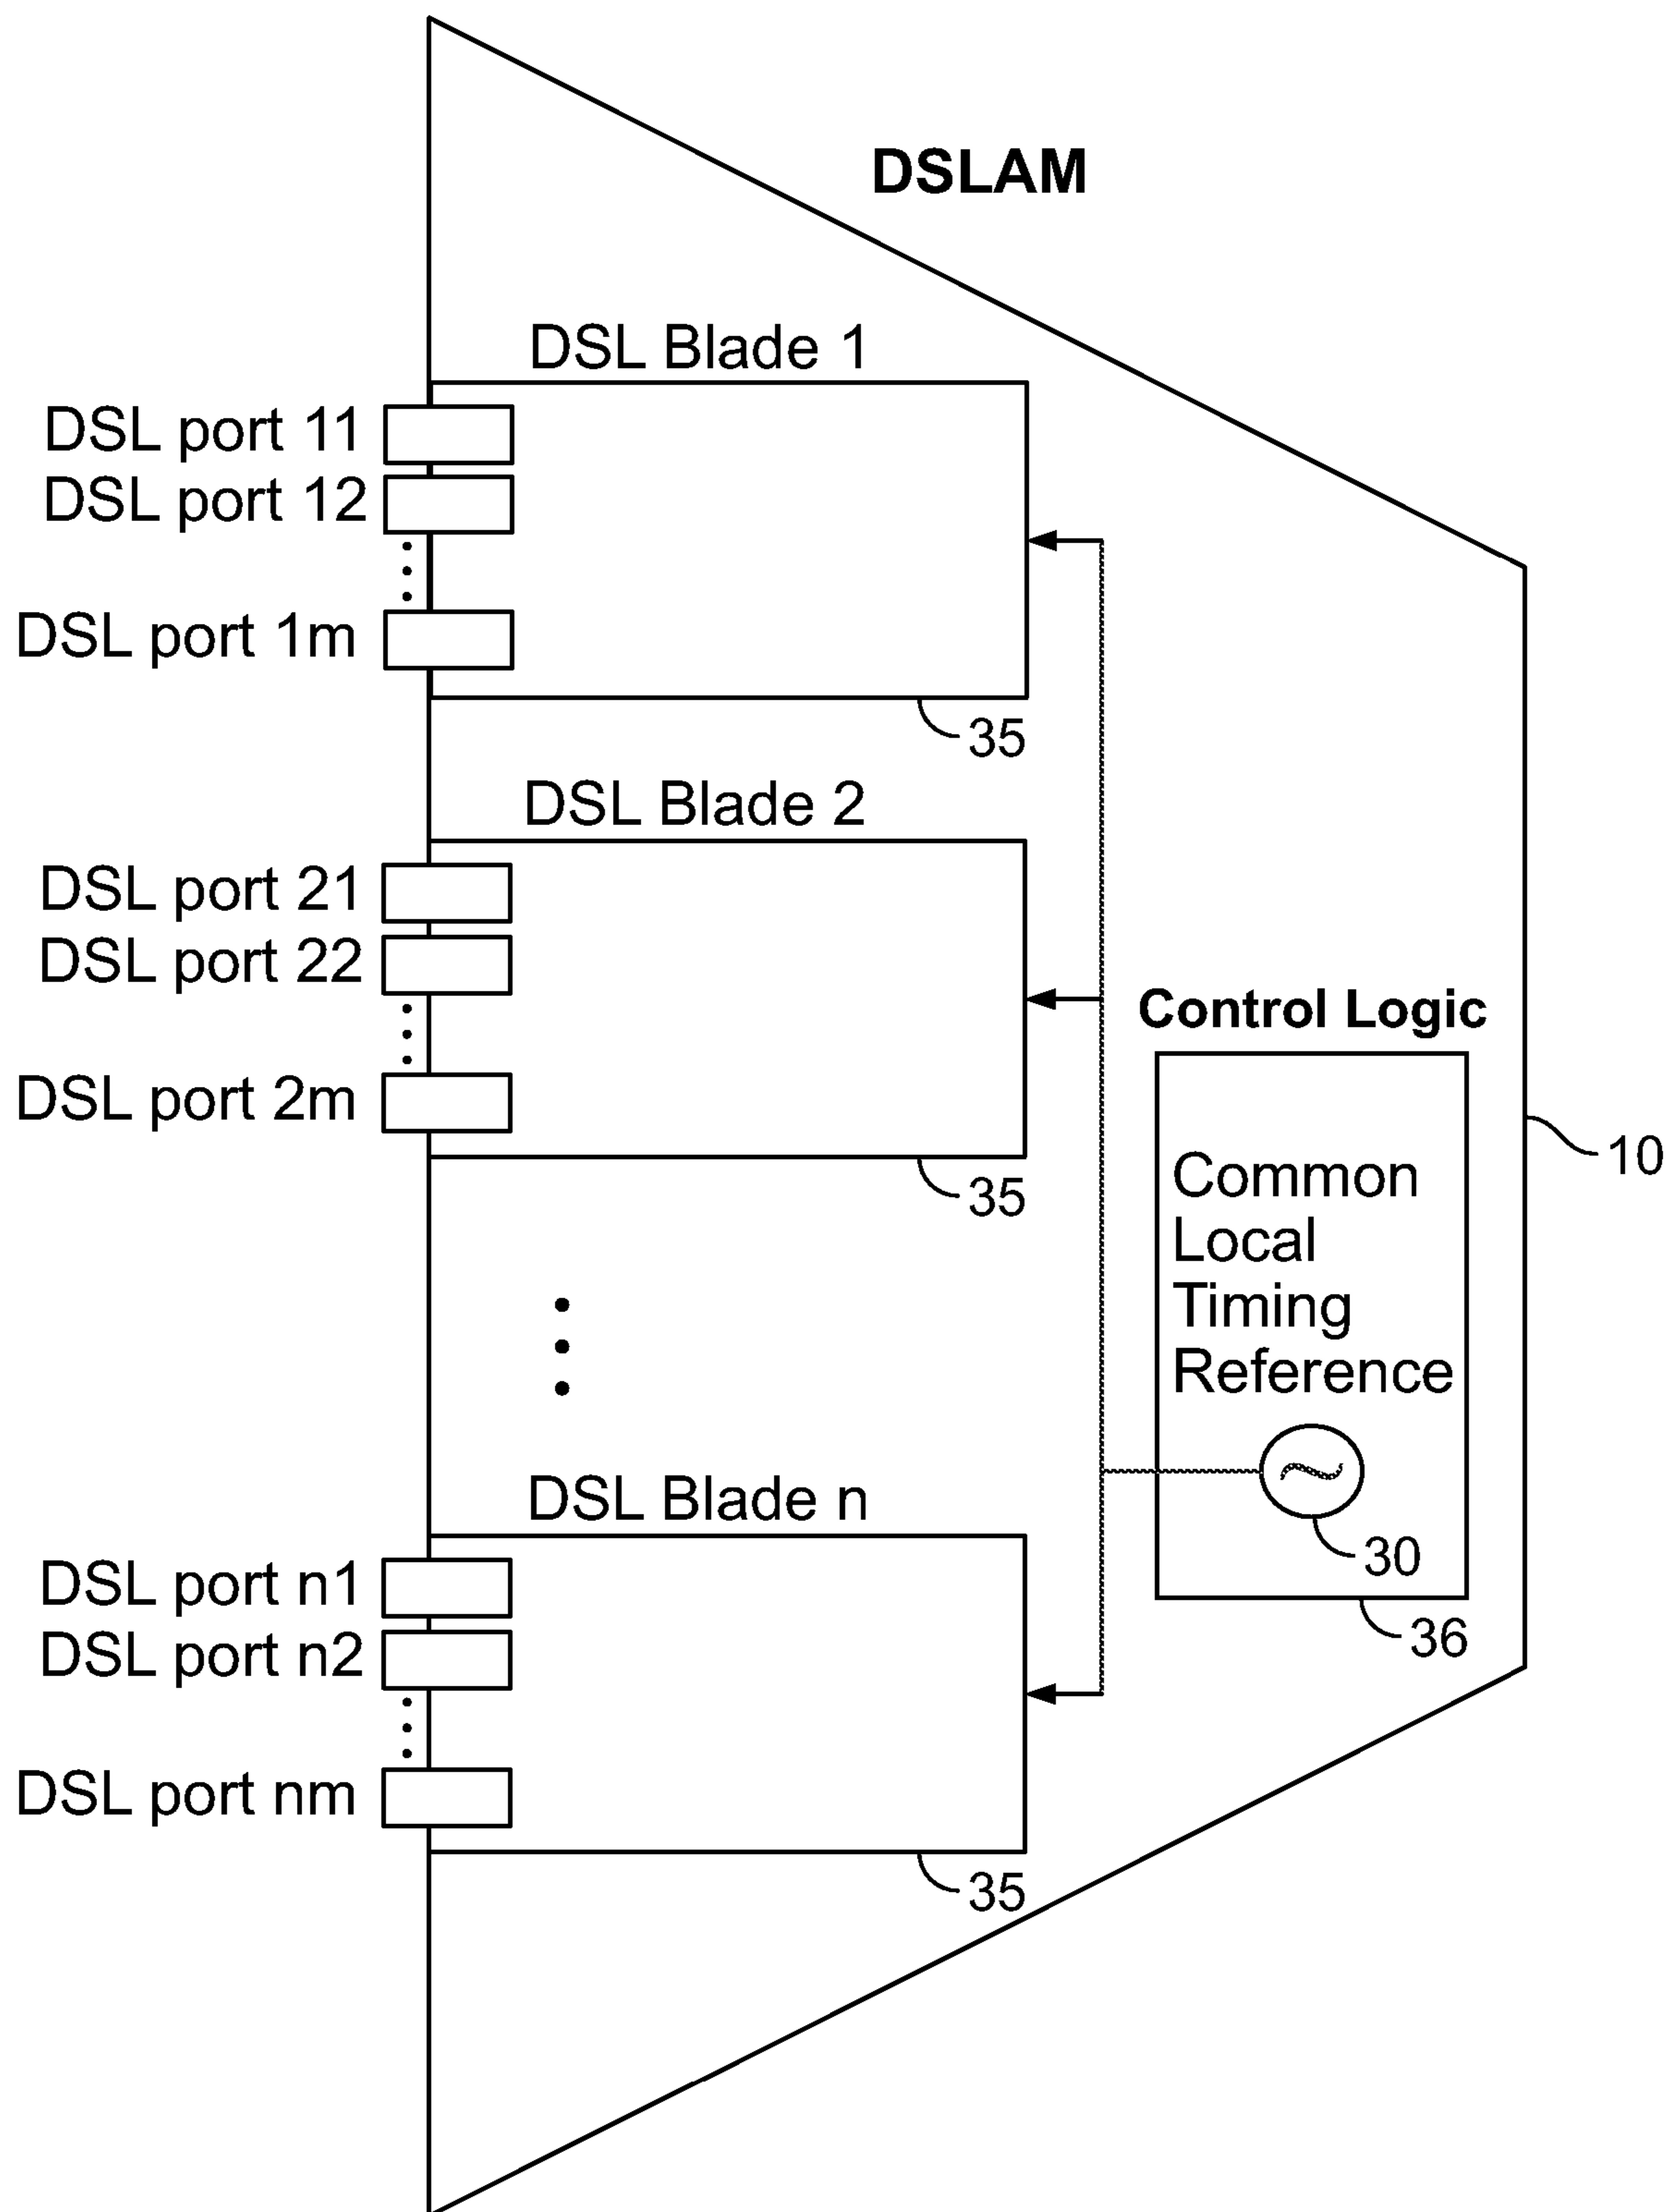 DSLAM
DSL Blade 1
DSL port 11
DSL port 12
DSL port 1m
35
DSL Blade 2
DSL port 21
DSL port 22
DSL port 2m
35
Control Logic
Common
Local
Timing
Reference
30
36
10
DSL Blade n
DSL port n1
DSL port n2
DSL port nm
35